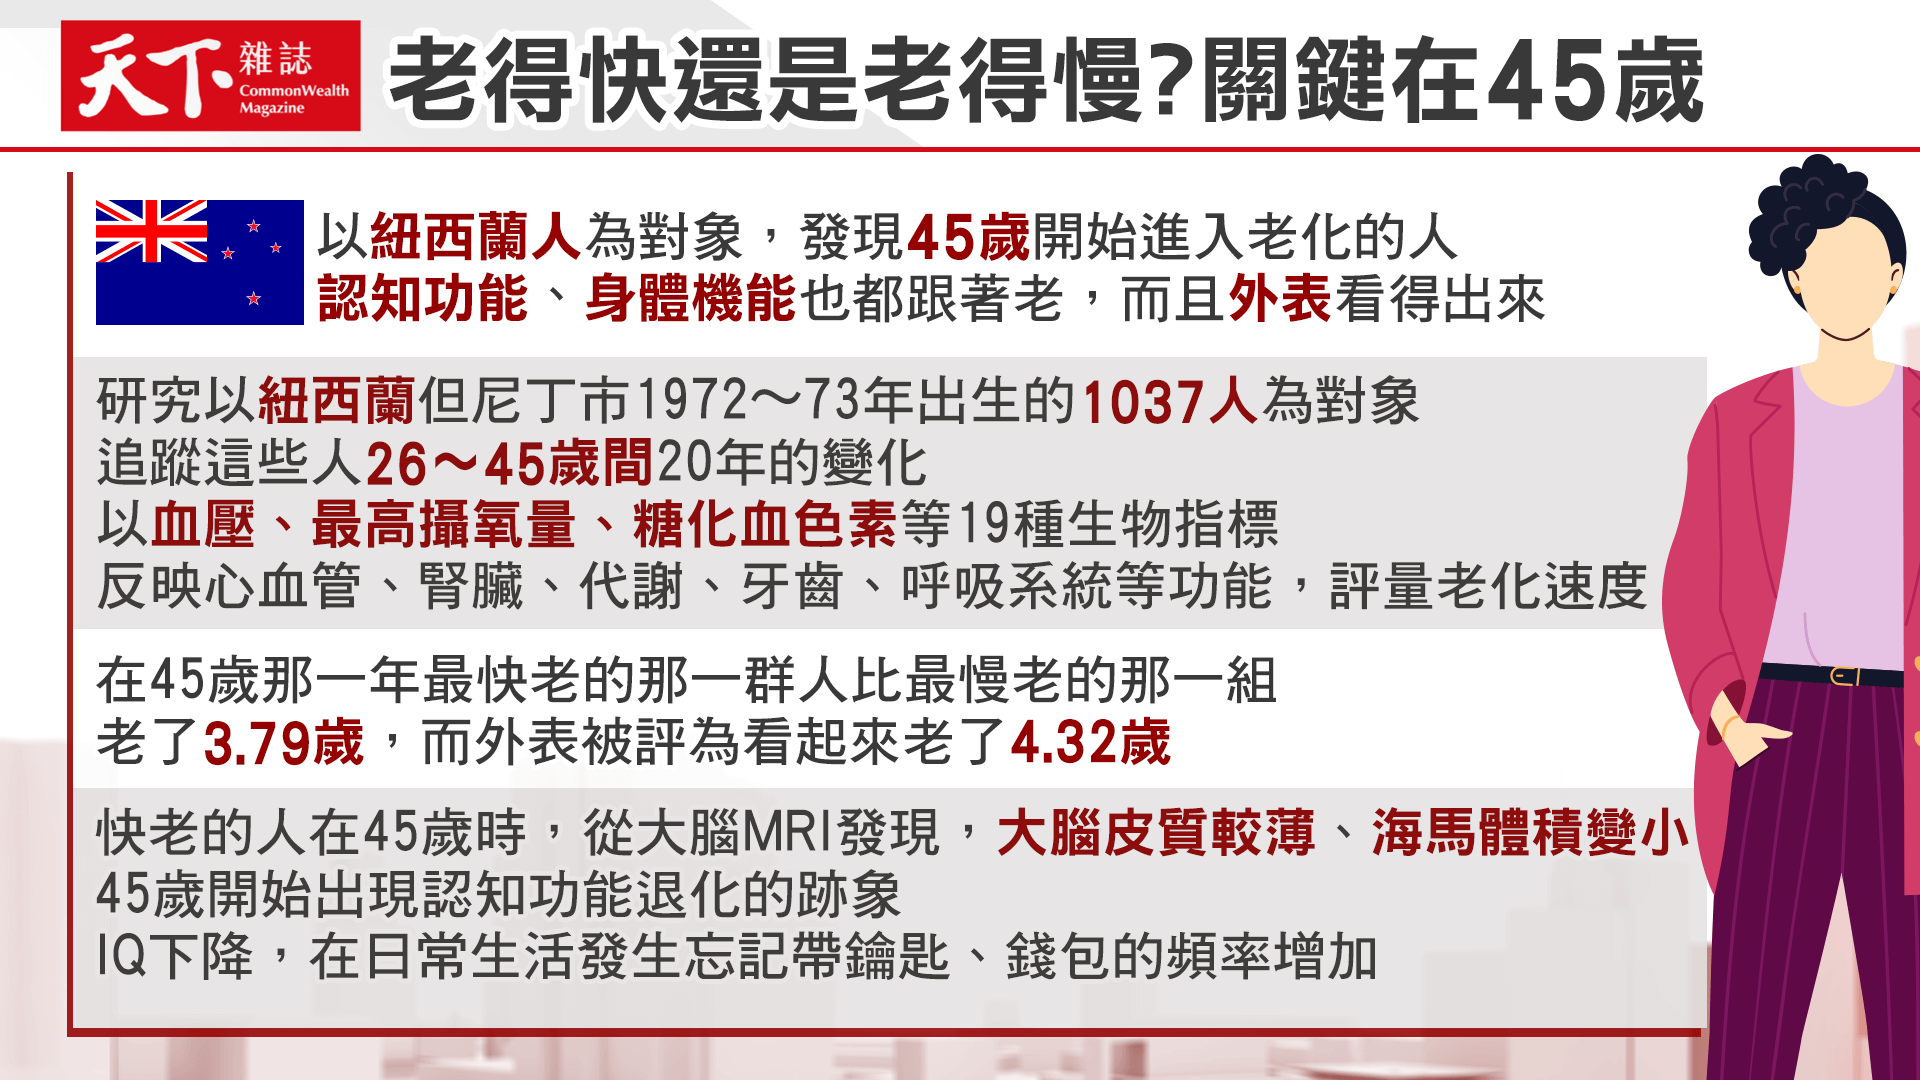 天下雜誌
CommonWealth
Magazine
老得快還是老得慢?關鍵在45歲
以紐西蘭人為對象，發現45歲開始進入老化的人
認知功能、身體機能也都跟著老，而且外表看得出來
研究以紐西蘭但尼丁市1972～73年出生的1037人為對象
追蹤這些人26～45歲間20年的變化
以血壓、最高攝氧量、糖化血色素等19種生物指標
反映心血管、腎臟、代謝、牙齒、呼吸系統等功能，評量老化速度
在45歲那一年最快老的那一群人比最慢老的那一組
老了3.79歲，而外表被評為看起來老了4.32歲
快老的人在45歲時，從大腦MRI發現，大腦皮質較薄、海馬體積變小
45歲開始出現認知功能退化的跡象
IQ下降，在日常生活發生忘記帶鑰匙、錢包的頻率增加